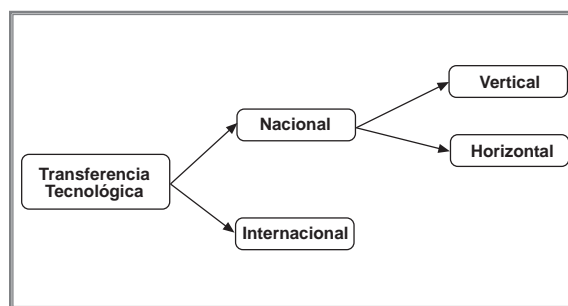 Transferencia
Tecnológica
Nacional
Internacional
Vertical
Horizontal